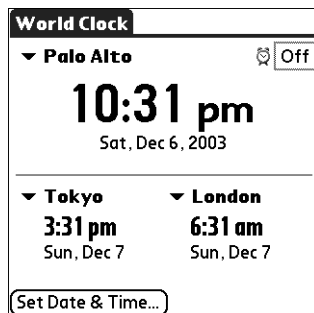 World Clock
Palo Alto Off
10:31 pm
Sat, Dec 6, 2003
Tokyo London
3:31 pm 6:31 am
Sun, Dec 7 Sun, Dec 7
Set Date & Time...